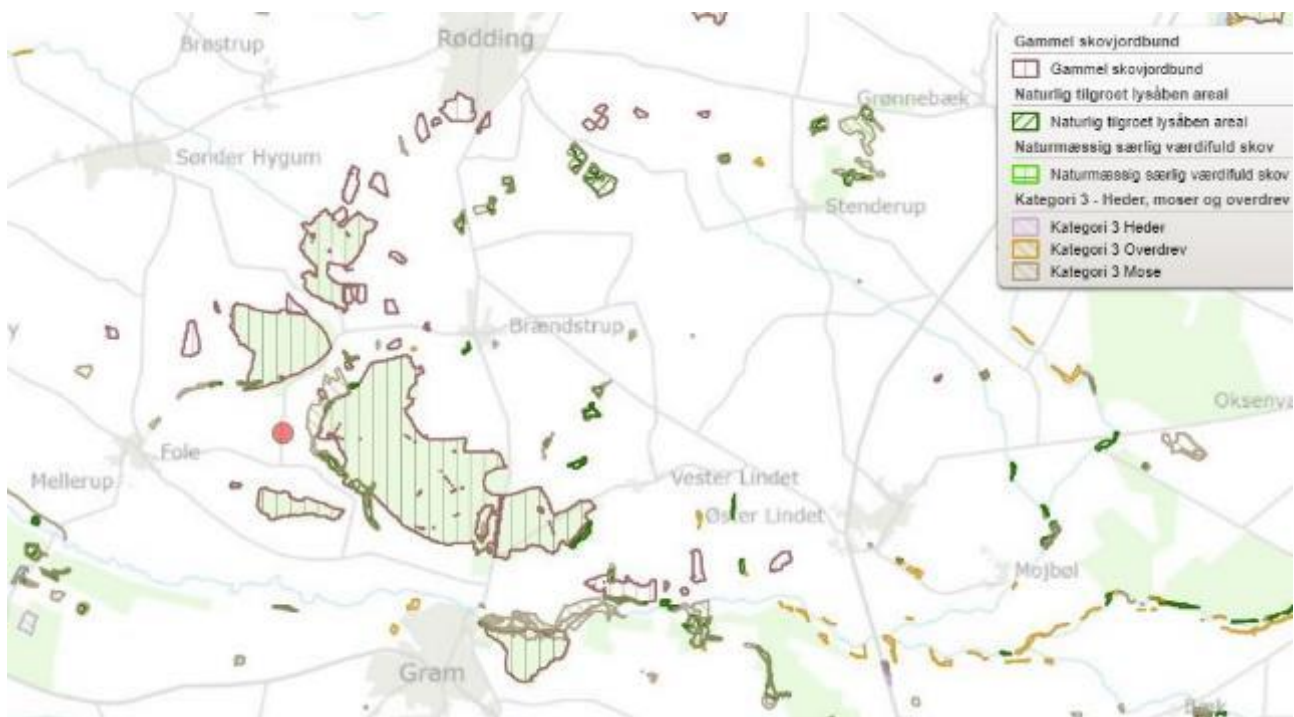 Rødding
Brøstrup
Sønder Hygum
Grønnebæk
Stenderup
Brændstrup
Fole
Mellerup
Vester Lindet
Øster Lindet
Oksenva
Mojbøl
Gram
Bæk
Gammel skovjordbund
Gammel skovjordbund
Naturlig tilgroet lysåben areal
Naturlig tilgroet lysåben areal
Naturmæssig særlig værdifuld skov
Naturmæssig særlig værdifuld skov
Kategori 3 - Heder, moser og overdrev
Kategori 3 Heder
Kategori 3 Overdrev
Kategori 3 Mose